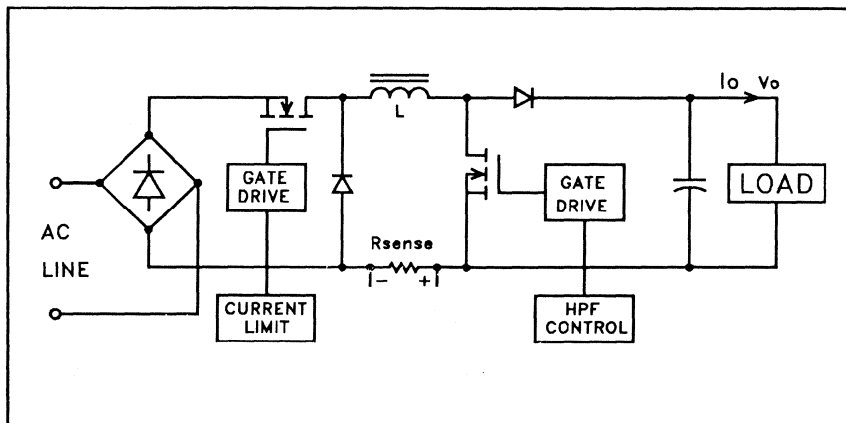 Io Vo
L
GATE
DRIVE
GATE
DRIVE
LOAD
AC
LINE
Rsense
- +
CURRENT
LIMIT
HPF
CONTROL